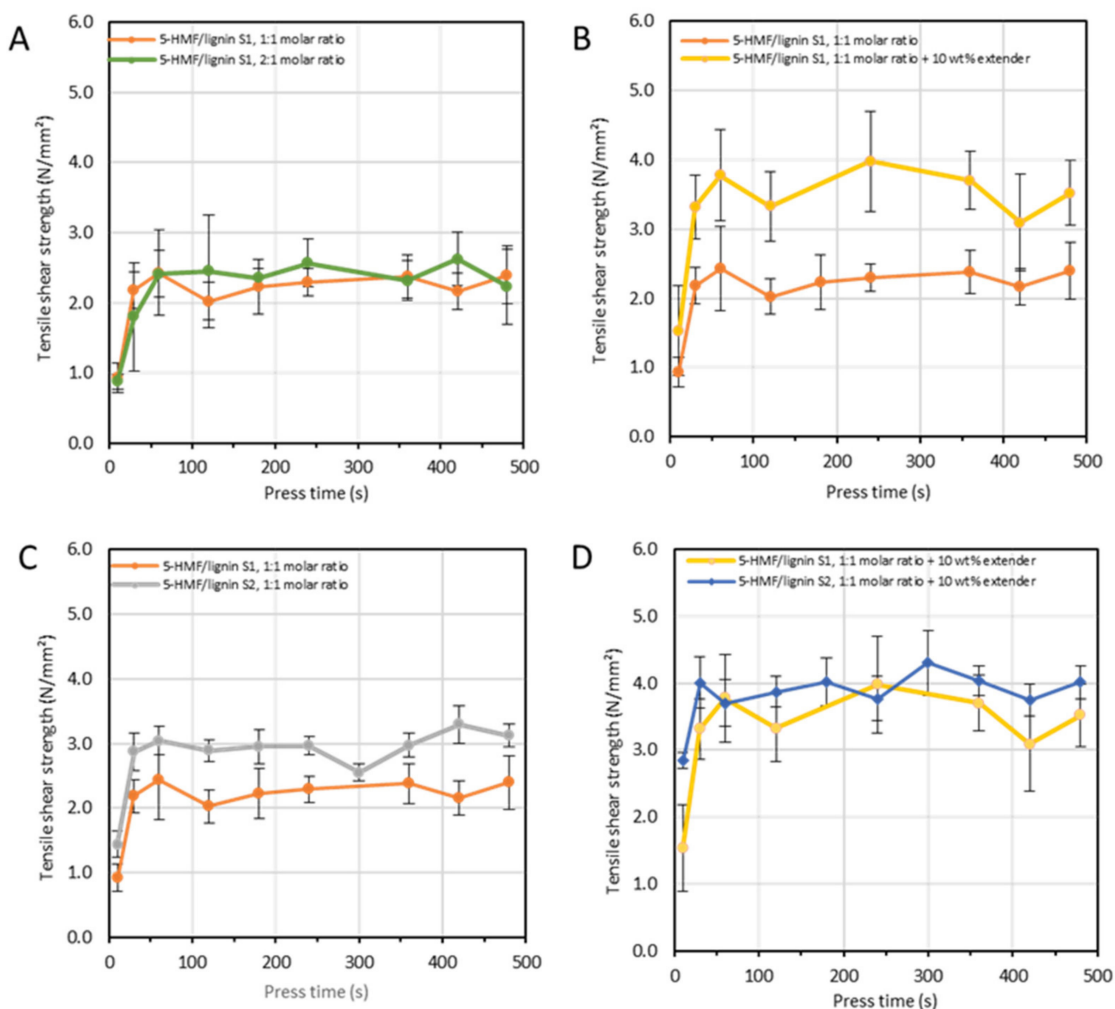 A
5-HMF/lignin S1, 1:1 molar ratio
5-HMF/lignin S1, 2:1 molar ratio
Tensile shear strength (N/mm²)
6.0
5.0
4.0
3.0
2.0
1.0
0.0
0 100 200 300 400 500
Press time (s)
B
5-HMF/lignin S1, 1:1 molar ratio
5-HMF/lignin S1, 1:1 molar ratio + 10 wt% extender
Tensile shear strength (N/mm²)
6.0
5.0
4.0
3.0
2.0
1.0
0.0
0 100 200 300 400 500
Press time (s)
C
5-HMF/lignin S1, 1:1 molar ratio
5-HMF/lignin S2, 1:1 molar ratio
Tensile shear strength (N/mm²)
6.0
5.0
4.0
3.0
2.0
1.0
0.0
0 100 200 300 400 500
Press time (s)
D
5-HMF/lignin S1, 1:1 molar ratio + 10 wt% extender
5-HMF/lignin S2, 1:1 molar ratio + 10 wt% extender
Tensile shear strength (N/mm²)
6.0
5.0
4.0
3.0
2.0
1.0
0.0
0 100 200 300 400 500
Press time (s)